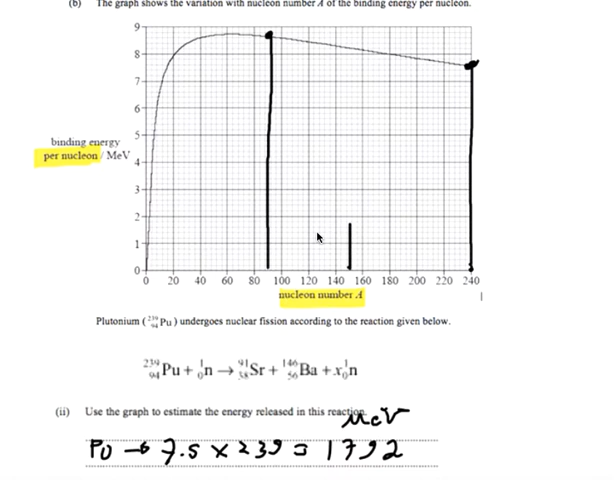 (b) The graph shows the variation with nucleon number A of the binding energy per nucleon.
9
8
7
6
5
4
3
2
1
0
binding energy
per nucleon / MeV
0 20 40 60 80 100 120 140 160 180 200 220 240
nucleon number A
Plutonium (²³⁹₉₄Pu) undergoes nuclear fission according to the reaction given below.
²³⁹₉₄Pu + ¹₀n → ⁹¹₃₈Sr + ¹⁴⁶₅₆Ba + x¹₀n
(ii) Use the graph to estimate the energy released in this reaction.
MeV
PU → 7.5 × 239 = 1792